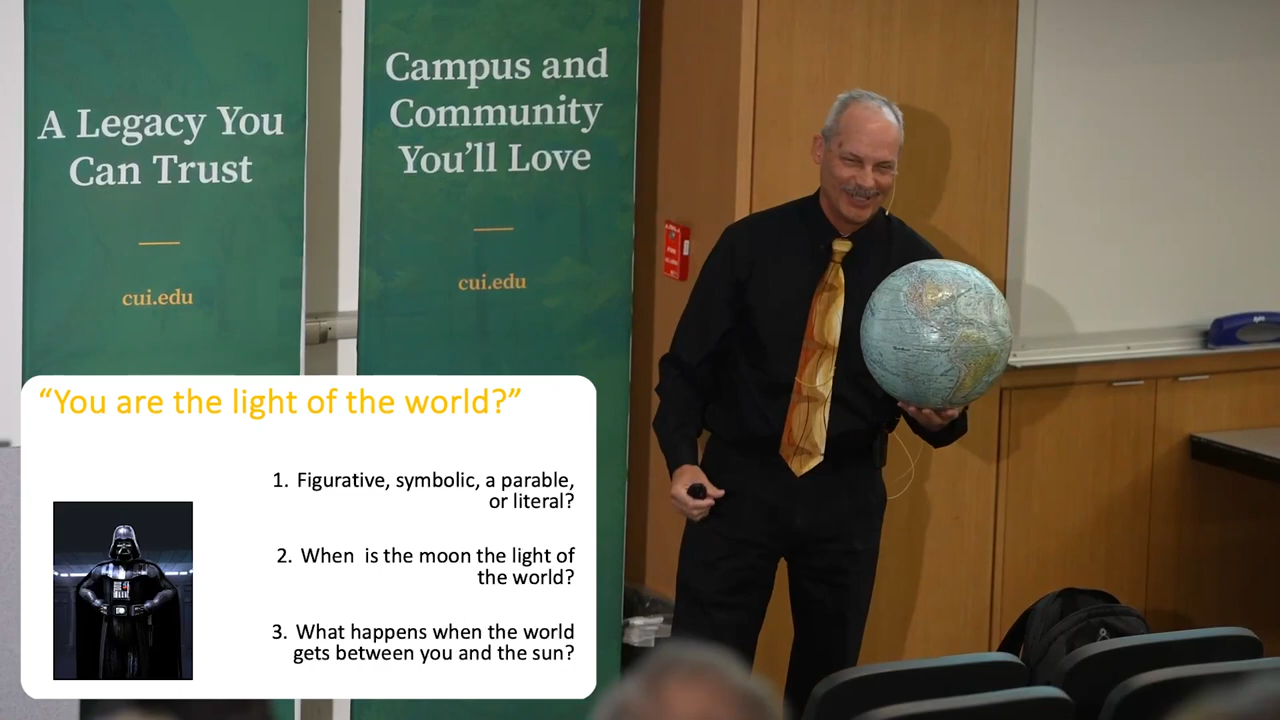 A Legacy You
Can Trust
cui.edu
Campus and
Community
You'll Love
cui.edu
“You are the light of the world?”
1. Figurative, symbolic, a parable,
or literal?
2. When  is the moon the light of
the world?
3. What happens when the world
gets between you and the sun?